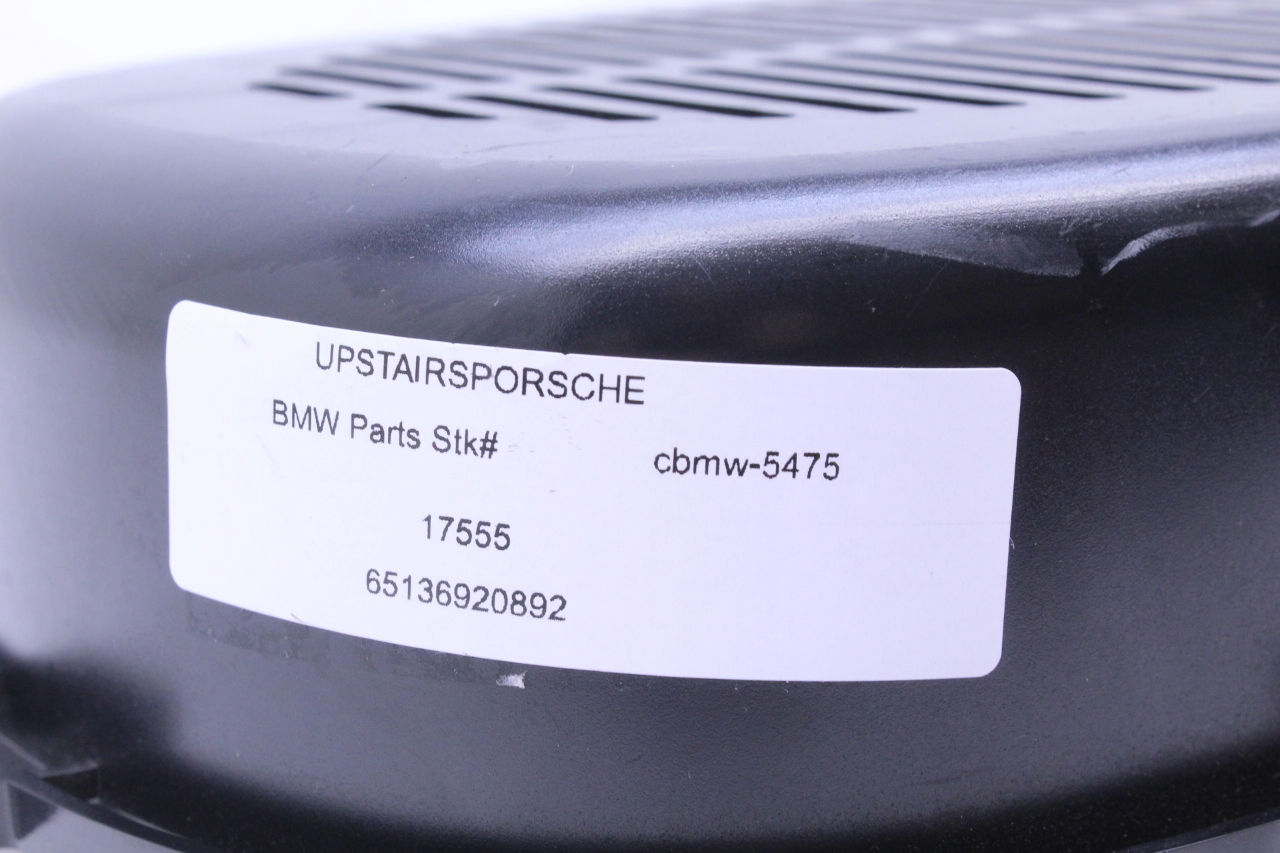 UPSTAIRSPORSCHE
BMW Parts Stk# cbmw-5475
17555
65136920892